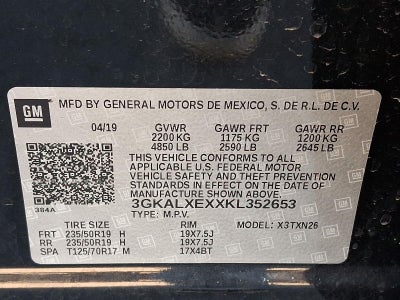 GM MFD BY GENERAL MOTORS DE MEXICO, S. DE R.L. DE C.V.
04/19 GVWR GAWR FRT GAWR RR
2200 KG 1175 KG 1200 KG
4850 LB 2590 LB 2645 LB
THIS VEHICLE CONFORMS TO ALL
APPLICABLE U.S. FEDERAL MOTOR
VEHICLE SAFETY AND THEFT PREVENTION
STANDARDS IN EFFECT ON THE DATE OF
MANUFACTURE SHOWN ABOVE.
384A 3GKALXEXXKL352653
TYPE: M.P.V. MODEL: X3TXN26
TIRE SIZE RIM
FRT 235/50R19 H 19X7.5J
RR 235/50R19 H 19X7.5J
SPA T125/70R17 M 17X4BT